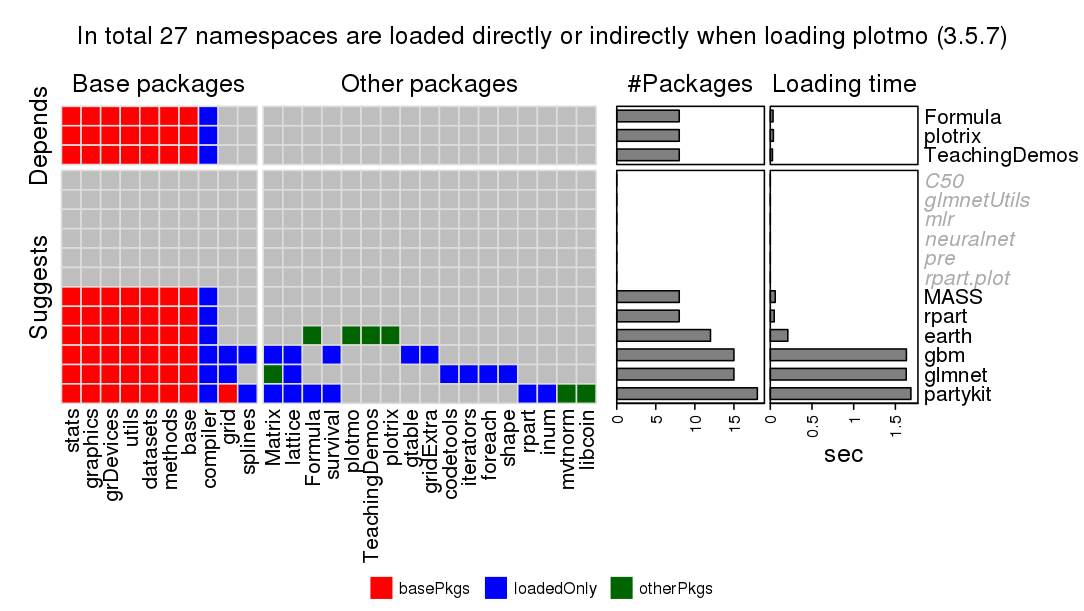 In total 27 namespaces are loaded directly or indirectly when loading plotmo (3.5.7)
Base packages
Other packages
#Packages
Loading time
Depends
Suggests
Formula
plotrix
TeachingDemos
C50
glmnetUtils
mlr
neuralnet
pre
rpart.plot
MASS
rpart
earth
gbm
glmnet
partykit
stats
graphics
grDevices
utils
datasets
methods
base
compiler
grid
splines
Matrix
lattice
Formula
survival
plotmo
TeachingDemos
plotrix
gtable
gridExtra
codetools
iterators
foreach
shape
rpart
inum
mvtnorm
libcoin
0
5
10
15
0
0.5
1
1.5
sec
basePkgs
loadedOnly
otherPkgs